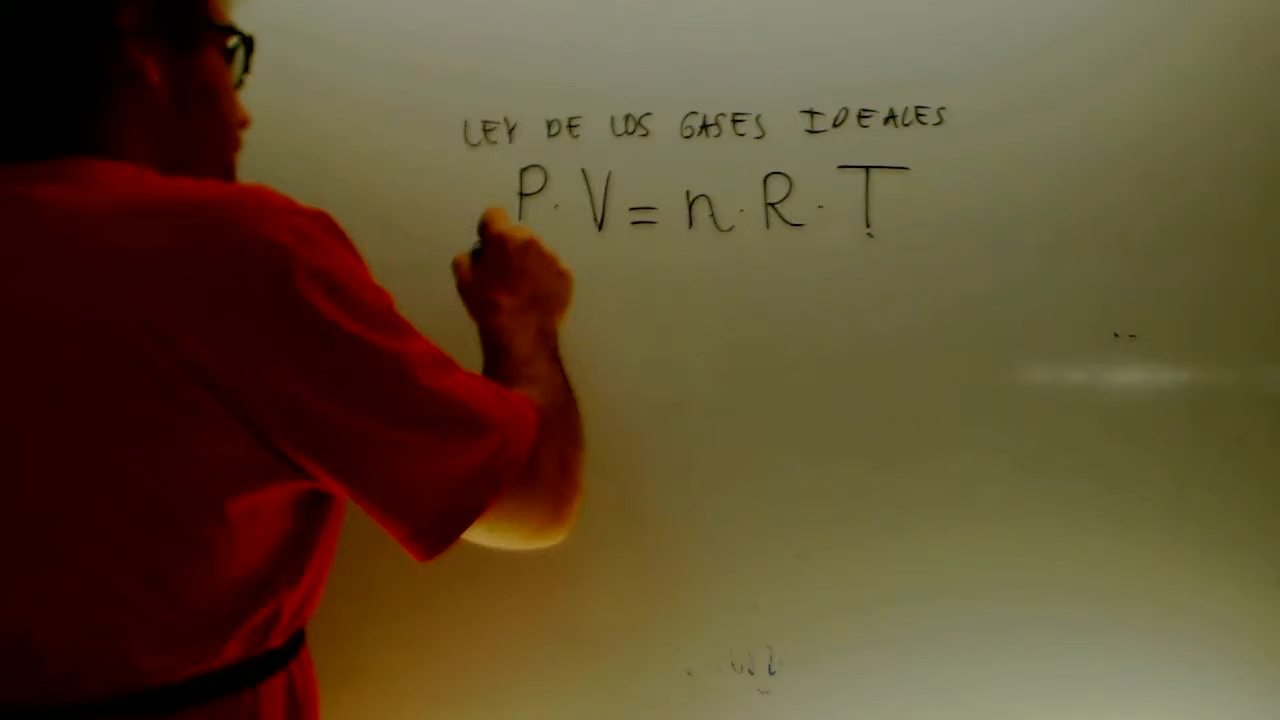 LEY DE LOS GASES IDEALES
P · V = n · R · T